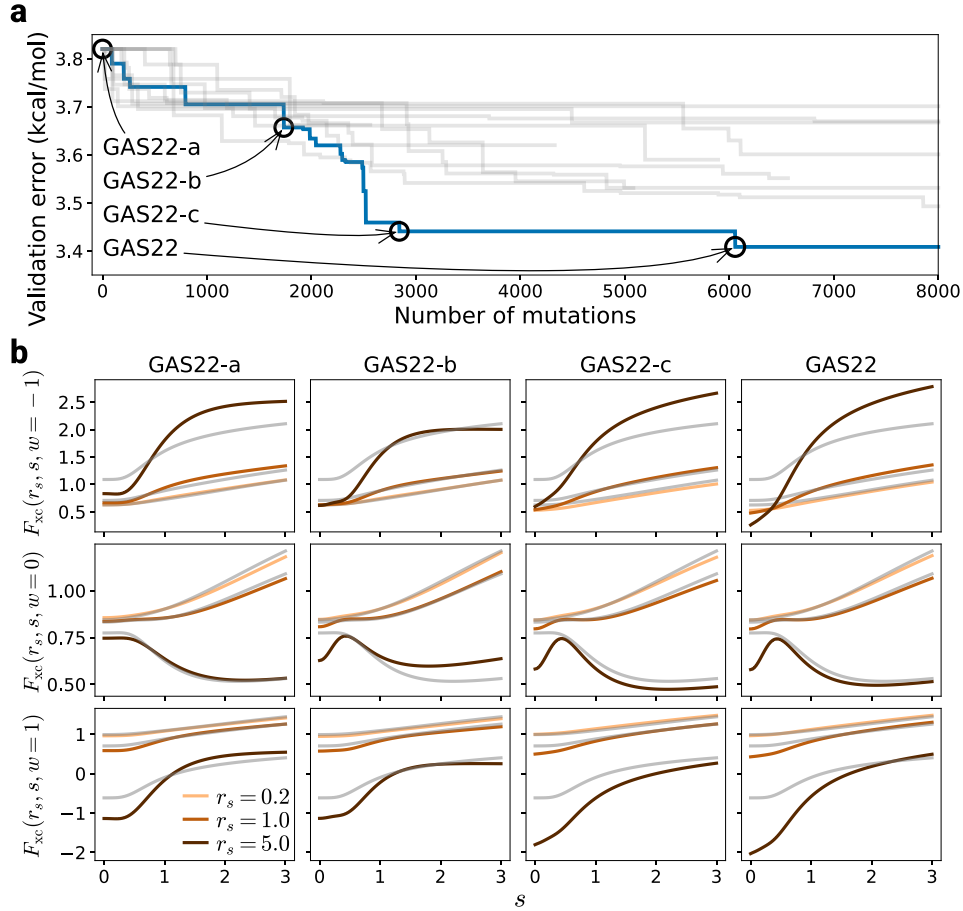 a
Validation error (kcal/mol)
3.8
3.7
3.6
3.5
3.4
GAS22-a
GAS22-b
GAS22-c
GAS22
0 1000 2000 3000 4000 5000 6000 7000 8000
Number of mutations
b
GAS22-a GAS22-b GAS22-c GAS22
F_xc(r_s, s, w = −1)
2.5
2.0
1.5
1.0
0.5
F_xc(r_s, s, w = 0)
1.00
0.75
0.50
F_xc(r_s, s, w = 1)
1
0
−1
−2
r_s = 0.2
r_s = 1.0
r_s = 5.0
0 1 2 3 0 1 2 3 0 1 2 3 0 1 2 3
s